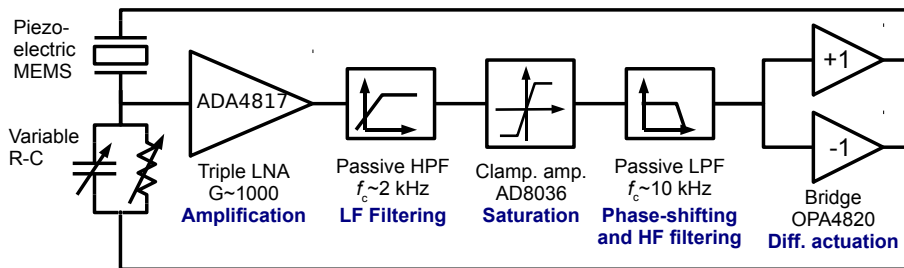 Piezo-
electric
MEMS
Variable
R-C
ADA4817
Triple LNA
G~1000
Amplification
Passive HPF
fc~2 kHz
LF Filtering
Clamp. amp.
AD8036
Saturation
Passive LPF
fc~10 kHz
Phase-shifting
and HF filtering
+1
-1
Bridge
OPA4820
Diff. actuation